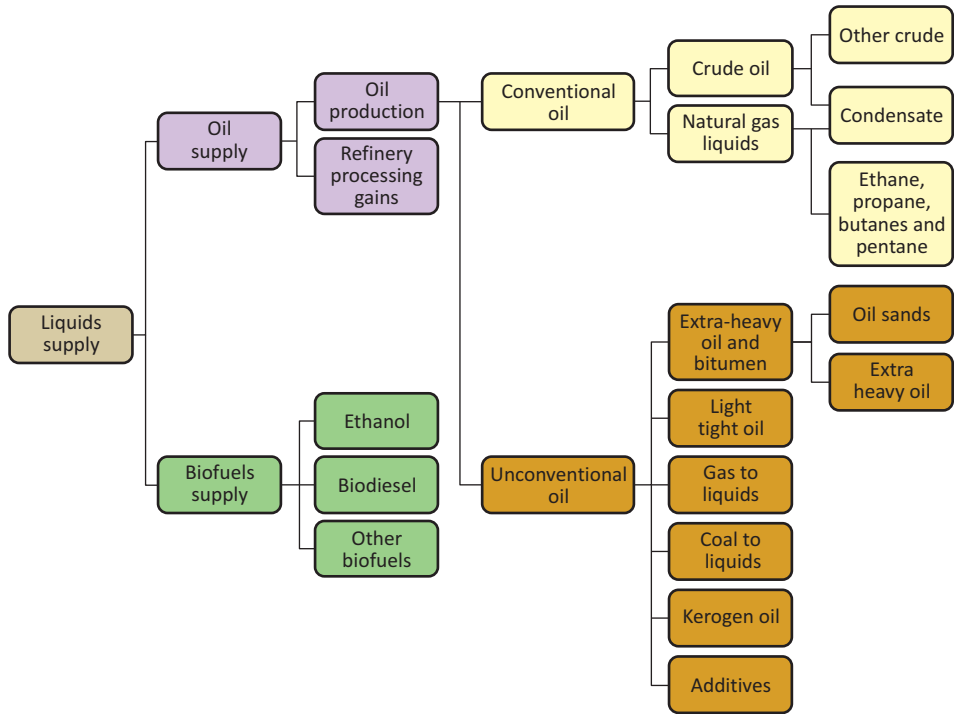 Liquids
supply
Oil
supply
Biofuels
supply
Oil
production
Refinery
processing
gains
Ethanol
Biodiesel
Other
biofuels
Conventional
oil
Unconventional
oil
Crude oil
Natural gas
liquids
Extra-heavy
oil and
bitumen
Light
tight oil
Gas to
liquids
Coal to
liquids
Kerogen oil
Additives
Other crude
Condensate
Ethane,
propane,
butanes and
pentane
Oil sands
Extra
heavy oil